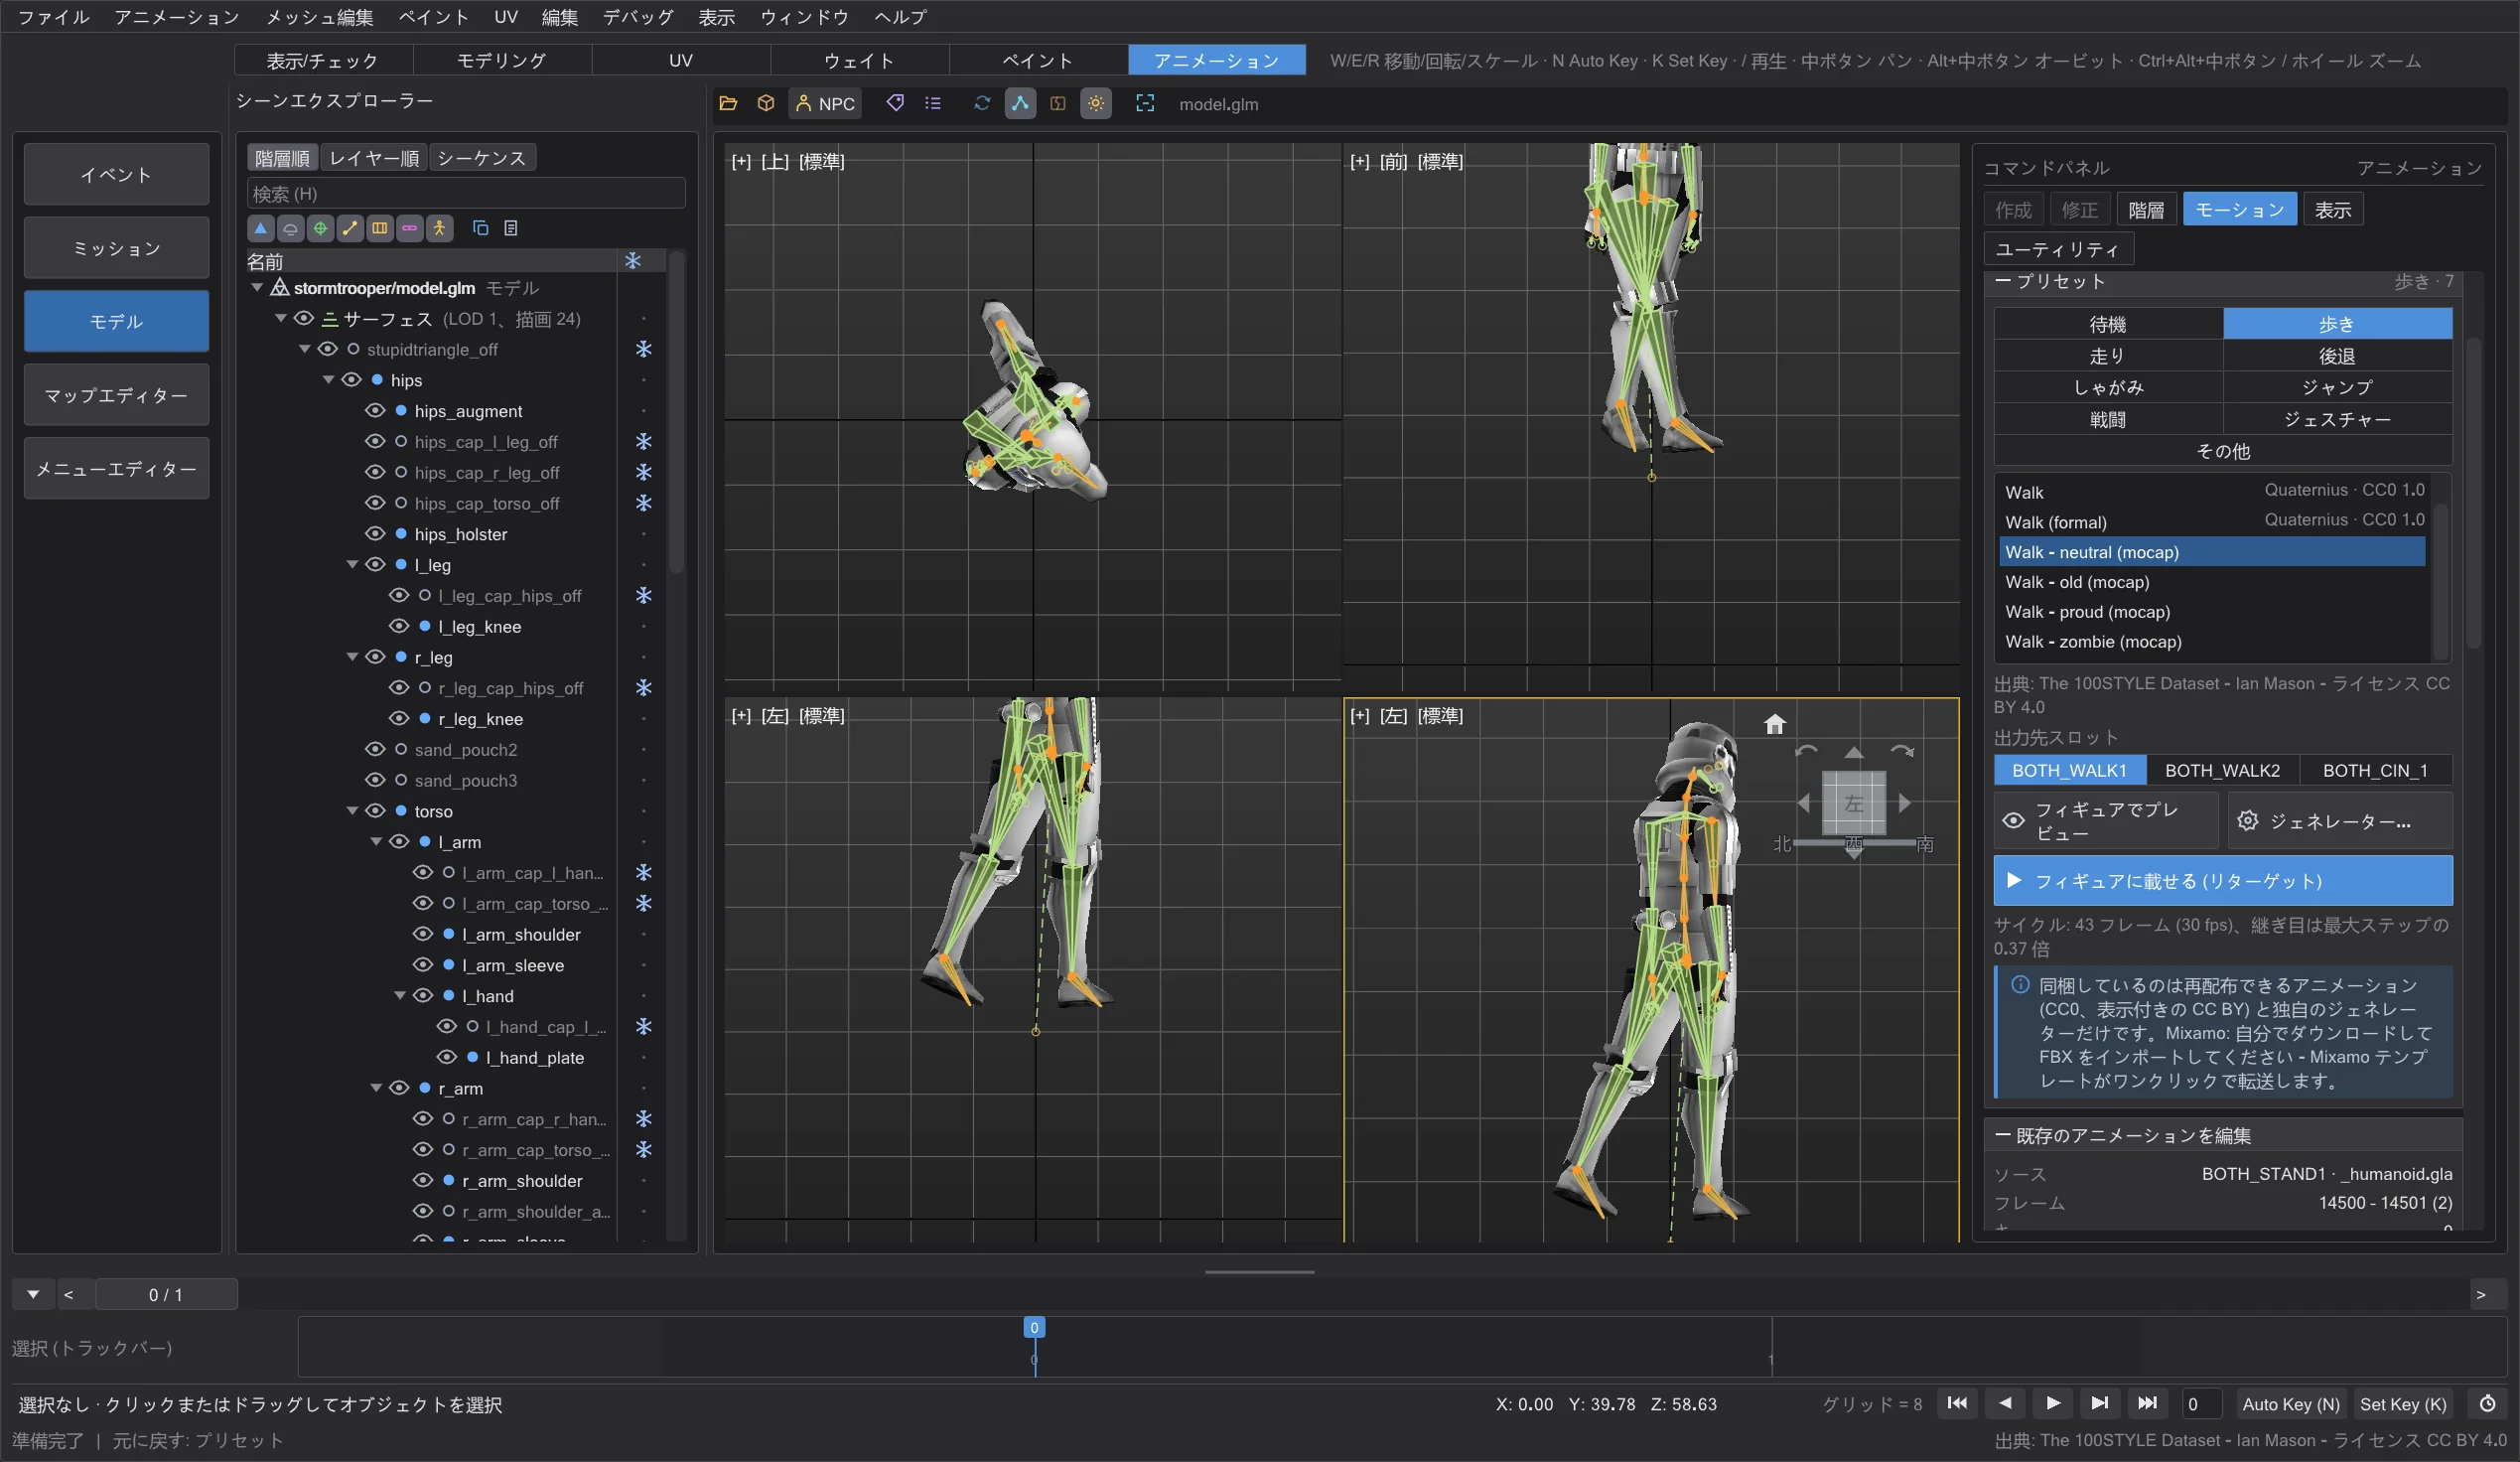 ファイル アニメーション メッシュ編集 ペイント UV 編集 デバッグ 表示 ウィンドウ ヘルプ
表示/チェック モデリング UV ウェイト ペイント アニメーション W/E/R 移動/回転/スケール · N Auto Key · K Set Key · / 再生 · 中ボタン パン · Alt+中ボタン オービット · Ctrl+Alt+中ボタン / ホイール ズーム
シーンエクスプローラー
NPC model.glm
イベント
ミッション
モデル
マップエディター
メニューエディター
階層順 レイヤー順 シーケンス
検索 (H)
名前
stormtrooper/model.glm モデル
サーフェス (LOD 1、描画 24)
stupidtriangle_off
hips
hips_augment
hips_cap_l_leg_off
hips_cap_r_leg_off
hips_cap_torso_off
hips_holster
l_leg
l_leg_cap_hips_off
l_leg_knee
r_leg
r_leg_cap_hips_off
r_leg_knee
sand_pouch2
sand_pouch3
torso
l_arm
l_arm_cap_l_han...
l_arm_cap_torso_...
l_arm_shoulder
l_arm_sleeve
l_hand
l_hand_cap_l_...
l_hand_plate
r_arm
r_arm_cap_r_han...
r_arm_cap_torso_...
r_arm_shoulder
r_arm_shoulder_a...
[+] [上] [標準]
[+] [前] [標準]
[+] [左] [標準]
[+] [左] [標準]
左
北 西 南
コマンドパネル アニメーション
作成 修正 階層 モーション 表示
ユーティリティ
プリセット 歩き · 7
待機 歩き
走り 後退
しゃがみ ジャンプ
戦闘 ジェスチャー
その他
Walk Quaternius · CC0 1.0
Walk (formal) Quaternius · CC0 1.0
Walk - neutral (mocap)
Walk - old (mocap)
Walk - proud (mocap)
Walk - zombie (mocap)
出典: The 100STYLE Dataset - Ian Mason - ライセンス CC
BY 4.0
出力先スロット
BOTH_WALK1 BOTH_WALK2 BOTH_CIN_1
フィギュアでプレ
ビュー
ジェネレーター...
フィギュアに載せる (リターゲット)
サイクル: 43 フレーム (30 fps)、継ぎ目は最大ステップの
0.37 倍
同梱しているのは再配布できるアニメーション
(CC0、表示付きの CC BY) と独自のジェネレー
ターだけです。Mixamo: 自分でダウンロードして
FBX をインポートしてください - Mixamo テンプ
レートがワンクリックで転送します。
既存のアニメーションを編集
ソース BOTH_STAND1 · _humanoid.gla
フレーム 14500 - 14501 (2)
< 0 / 1 >
選択 (トラックバー) 0
0 1
選択なし · クリックまたはドラッグしてオブジェクトを選択 X: 0.00 Y: 39.78 Z: 58.63 グリッド = 8 0 Auto Key (N) Set Key (K)
準備完了 | 元に戻す: プリセット 出典: The 100STYLE Dataset - Ian Mason - ライセンス CC BY 4.0